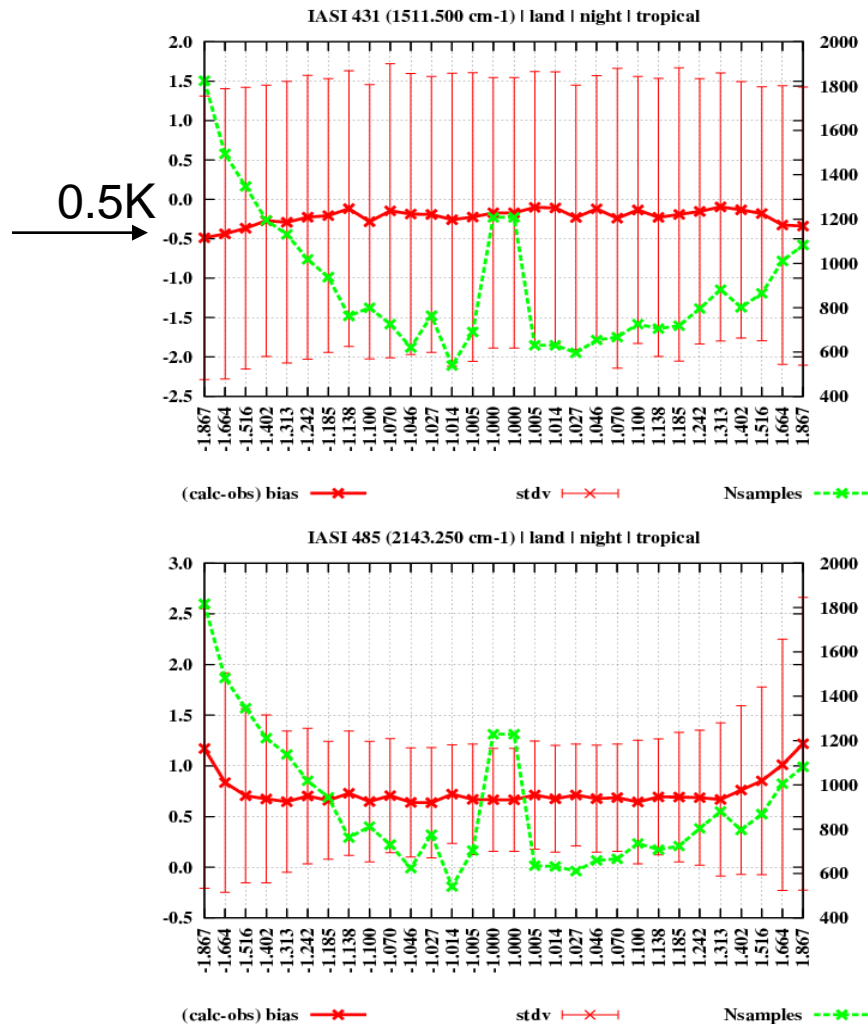 IASI 431 (1511.500 cm-1) | land | night | tropical
2.0 2000
1.5 1800
1.0 1600
0.5 1400
0.0 1200
-0.5 1000
-1.0 800
-1.5 600
-2.0 400
-2.5
0.5K
-1.867 -1.664 -1.516 -1.402 -1.313 -1.242 -1.185 -1.138 -1.100 -1.070 -1.046 -1.027 -1.014 -1.005 -1.000 1.000 1.005 1.014 1.027 1.046 1.070 1.100 1.138 1.185 1.242 1.313 1.402 1.516 1.664 1.867
(calc-obs) bias stdv Nsamples
IASI 485 (2143.250 cm-1) | land | night | tropical
3.0 2000
2.5 1800
2.0 1600
1.5 1400
1.0 1200
0.5 1000
0.0 800
-0.5 600
400
-1.867 -1.664 -1.516 -1.402 -1.313 -1.242 -1.185 -1.138 -1.100 -1.070 -1.046 -1.027 -1.014 -1.005 -1.000 1.000 1.005 1.014 1.027 1.046 1.070 1.100 1.138 1.185 1.242 1.313 1.402 1.516 1.664 1.867
(calc-obs) bias stdv Nsamples